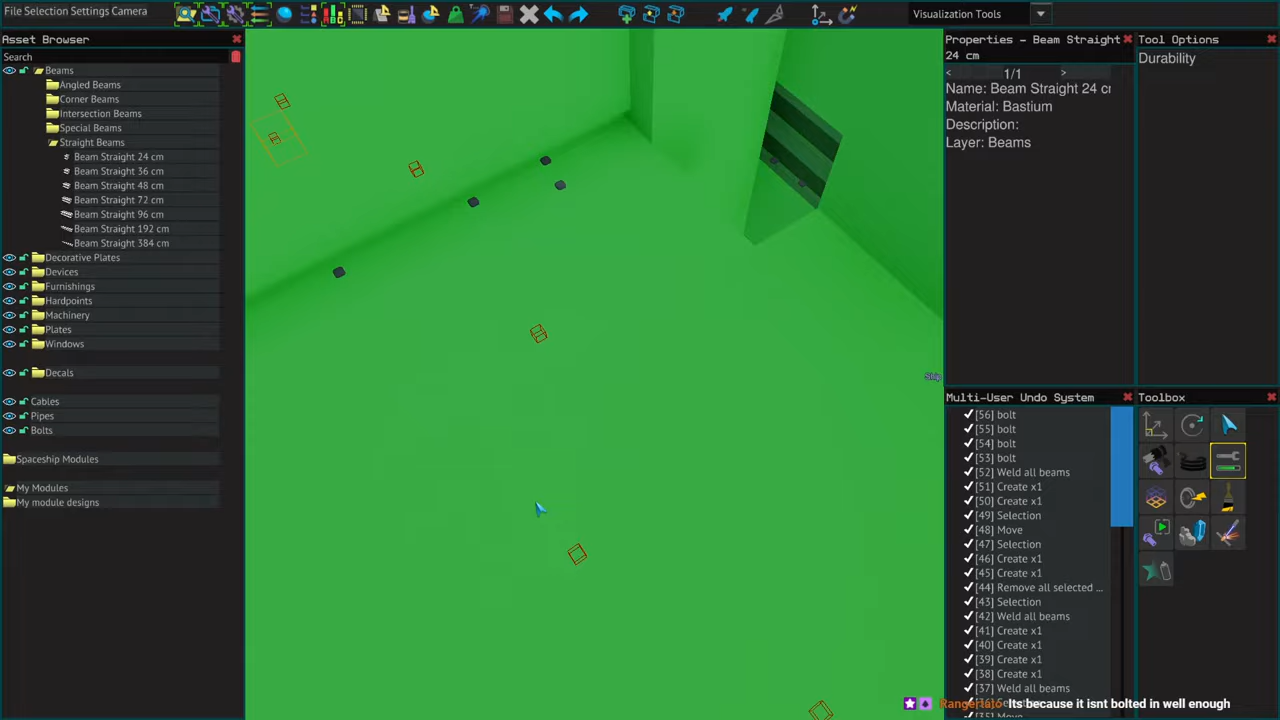 File Selection Settings Camera
Visualization Tools
Asset Browser
Search
Beams
Angled Beams
Corner Beams
Intersection Beams
Special Beams
Straight Beams
Beam Straight 24 cm
Beam Straight 36 cm
Beam Straight 48 cm
Beam Straight 72 cm
Beam Straight 96 cm
Beam Straight 192 cm
Beam Straight 384 cm
Decorative Plates
Devices
Furnishings
Hardpoints
Machinery
Plates
Windows
Decals
Cables
Pipes
Bolts
Spaceship Modules
My Modules
My module designs
Ship
Properties - Beam Straight
24 cm
< 1/1 >
Name: Beam Straight 24 cm
Material: Bastium
Description:
Layer: Beams
Tool Options
Durability
Multi-User Undo System
[56] bolt
[55] bolt
[54] bolt
[53] bolt
[52] Weld all beams
[51] Create x1
[50] Create x1
[49] Selection
[48] Move
[47] Selection
[46] Create x1
[45] Create x1
[44] Remove all selected ...
[43] Selection
[42] Weld all beams
[41] Create x1
[40] Create x1
[39] Create x1
[38] Create x1
[37] Weld all beams
Toolbox
Its because it isnt bolted in well enough